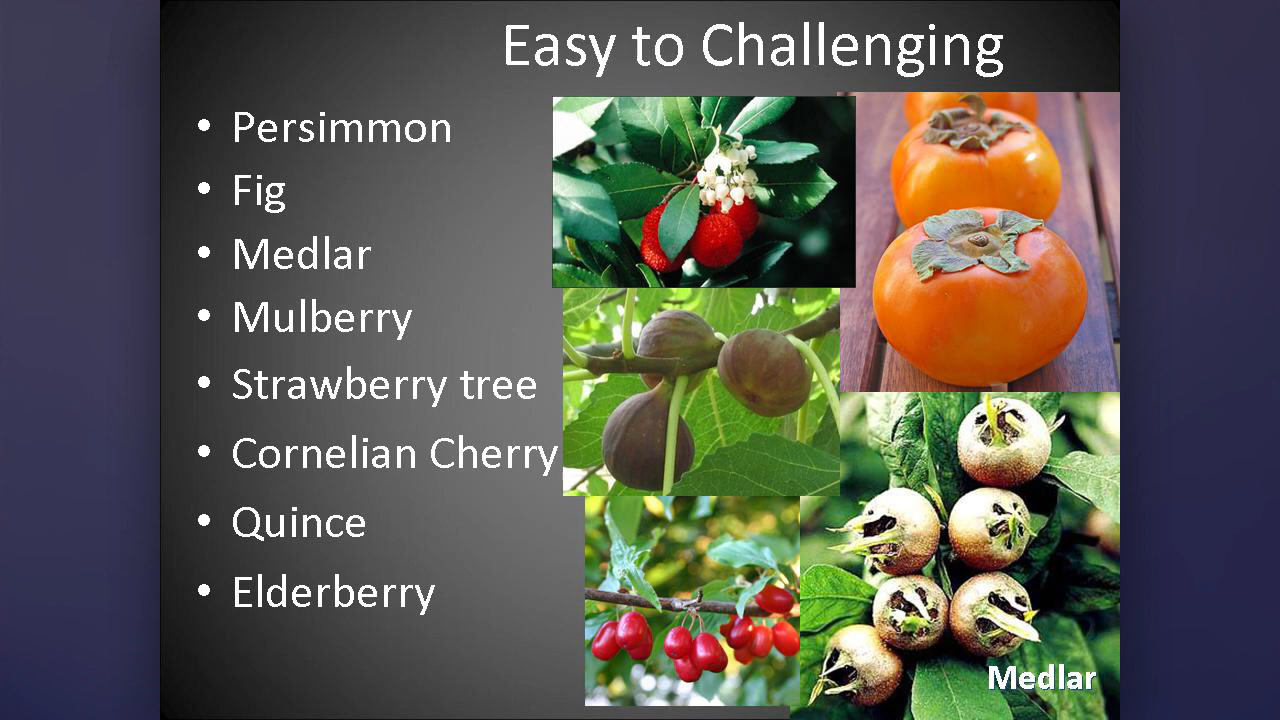 Easy to Challenging
• Persimmon
• Fig
• Medlar
• Mulberry
• Strawberry tree
• Cornelian Cherry
• Quince
• Elderberry
Medlar